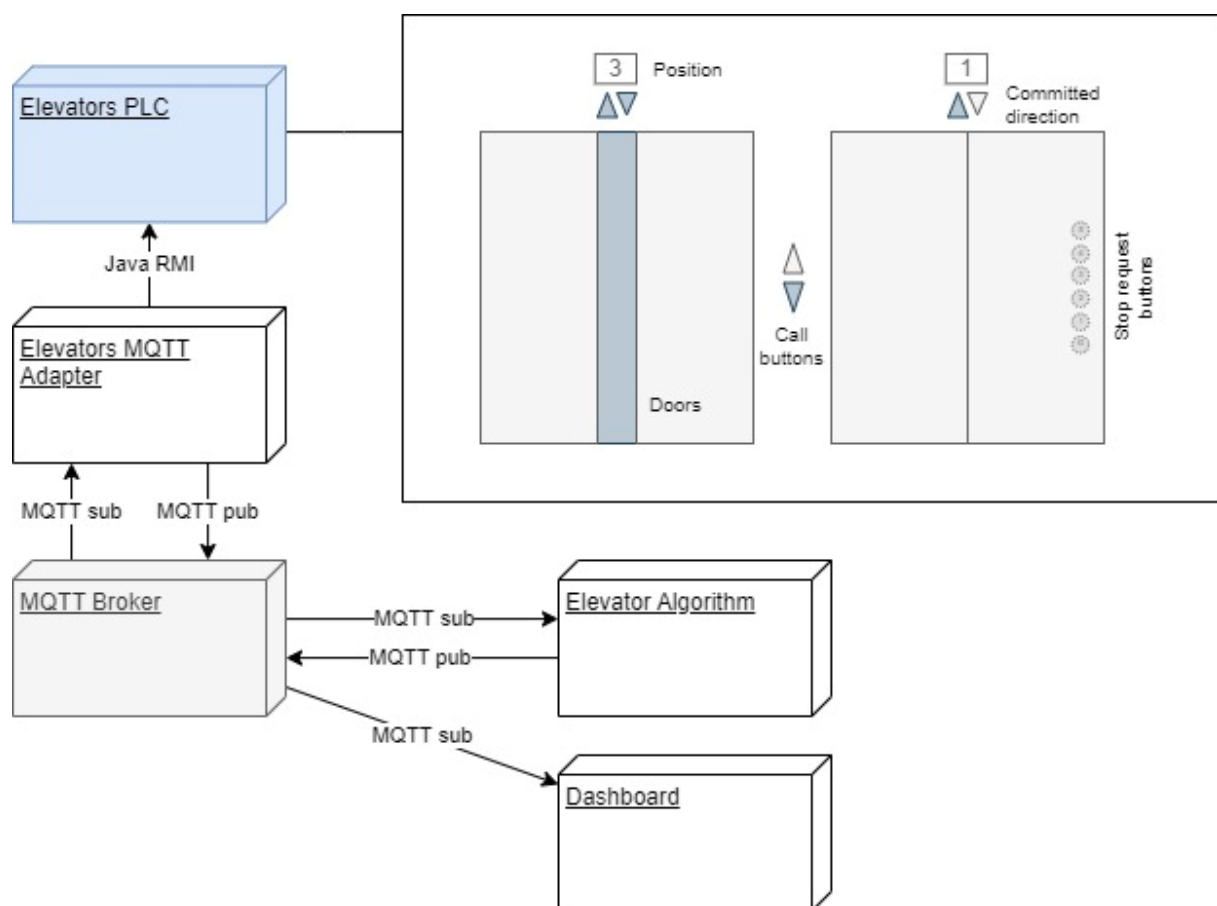 Elevators PLC
3
Position
1
Committed
direction
Call
buttons
Stop request
buttons
Doors
Java RMI
Elevators MQTT
Adapter
MQTT sub
MQTT pub
MQTT Broker
MQTT sub
MQTT pub
Elevator Algorithm
MQTT sub
Dashboard